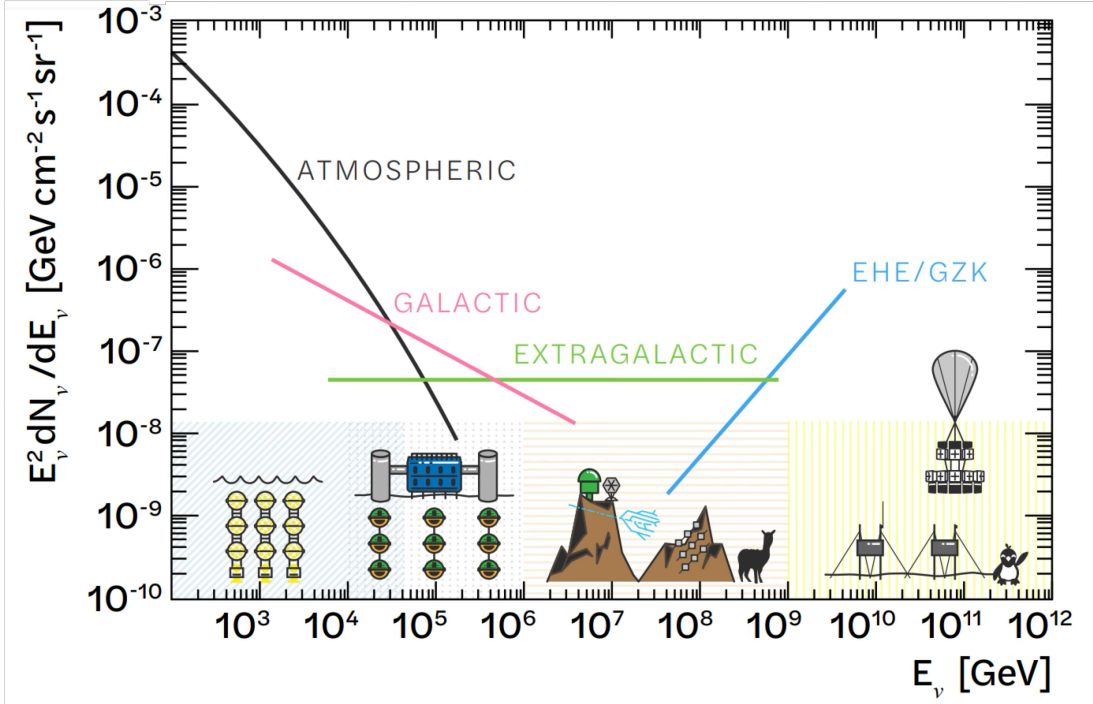 10⁻³
10⁻⁴
10⁻⁵
10⁻⁶
10⁻⁷
10⁻⁸
10⁻⁹
10⁻¹⁰
E²ᵥ dNᵥ /dEᵥ [GeV cm⁻² s⁻¹ sr⁻¹]
ATMOSPHERIC
GALACTIC
EXTRAGALACTIC
EHE/GZK
10³ 10⁴ 10⁵ 10⁶ 10⁷ 10⁸ 10⁹ 10¹⁰ 10¹¹ 10¹²
Eᵥ [GeV]